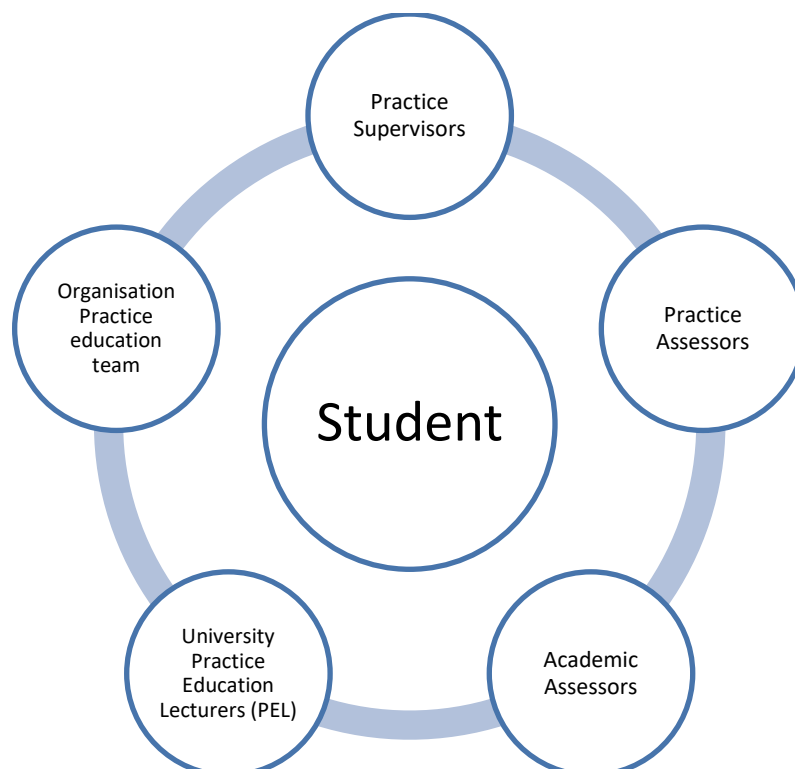 Practice
Supervisors
Organisation
Practice
education
team
Practice
Assessors
Student
University
Practice
Education
Lecturers (PEL)
Academic
Assessors